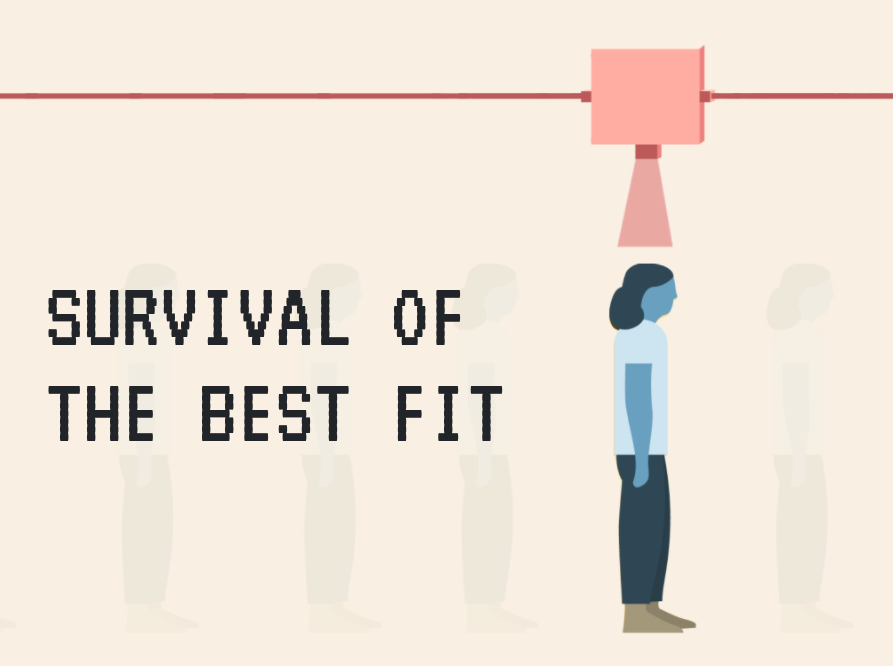 SURVIVAL OF
THE BEST FIT